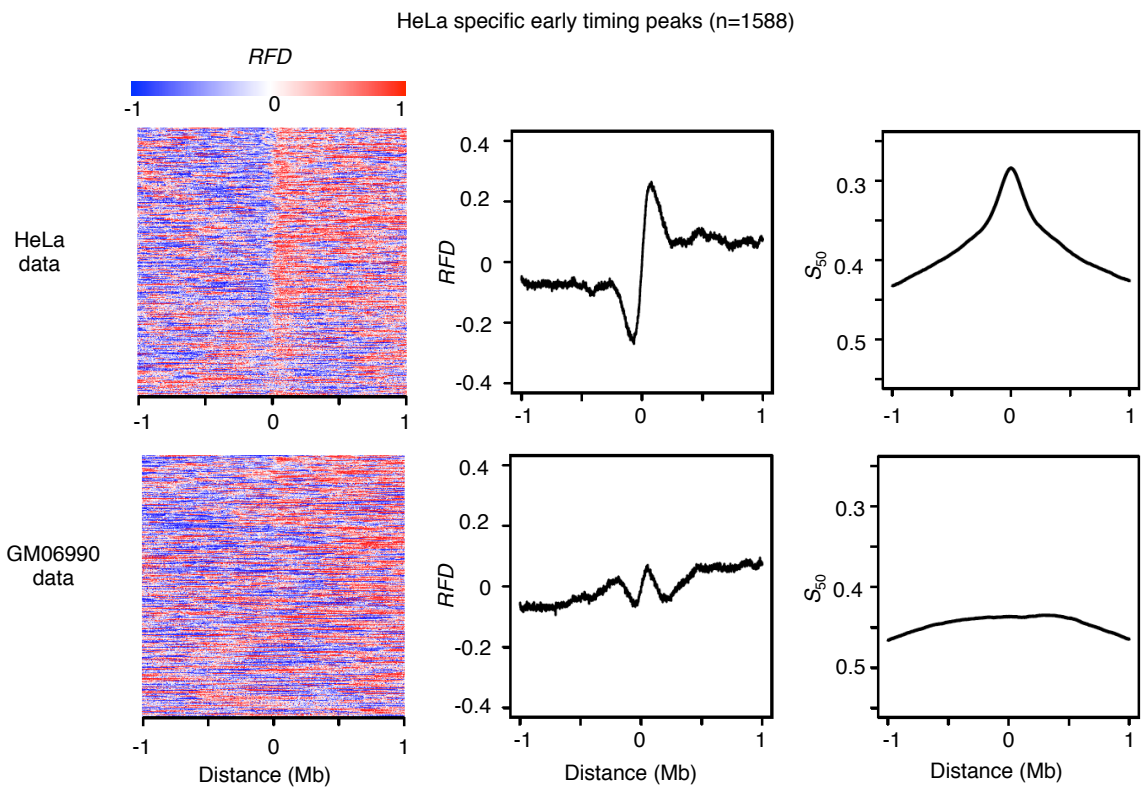 HeLa specific early timing peaks (n=1588)
RFD
-1 0 1
HeLa
data
-1 0 1
RFD
0.4
0.2
0
-0.2
-0.4
-1 0 1
S50
0.3
0.4
0.5
-1 0 1
GM06990
data
-1 0 1
Distance (Mb)
RFD
0.4
0.2
0
-0.2
-0.4
-1 0 1
Distance (Mb)
S50
0.3
0.4
0.5
-1 0 1
Distance (Mb)